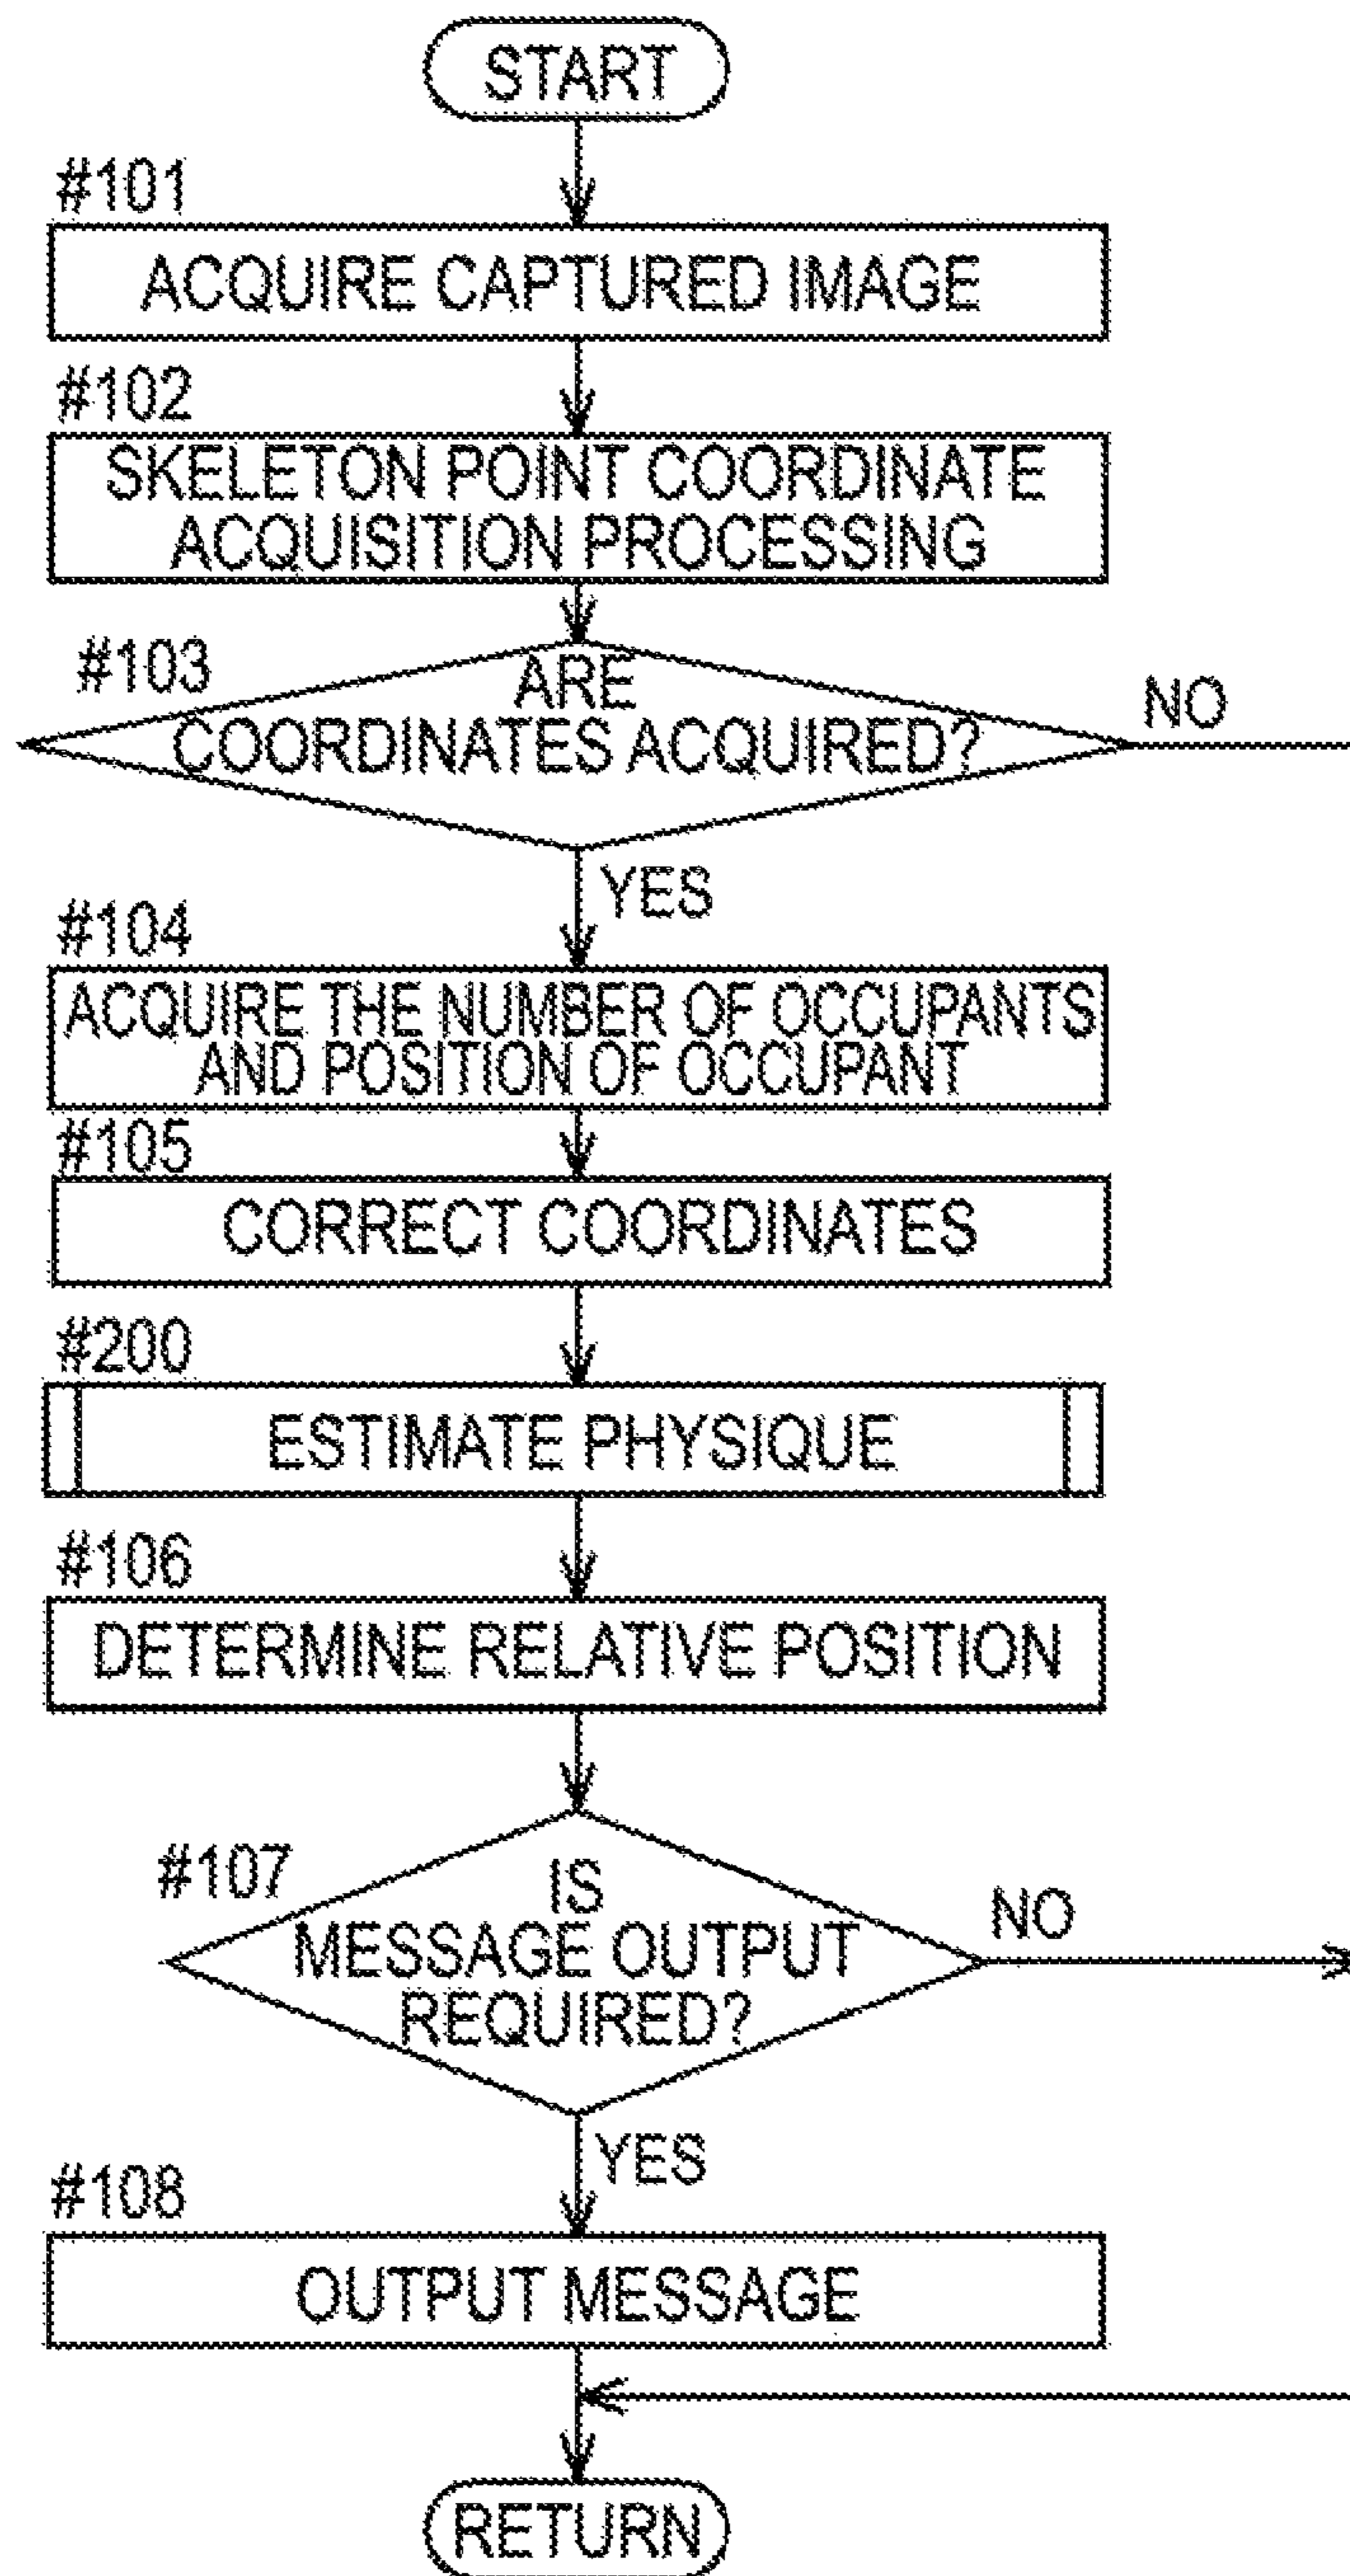 START
#101
ACQUIRE CAPTURED IMAGE
#102
SKELETON POINT COORDINATE
ACQUISITION PROCESSING
#103
ARE
COORDINATES ACQUIRED?
NO
YES
#104
ACQUIRE THE NUMBER OF OCCUPANTS
AND POSITION OF OCCUPANT
#105
CORRECT COORDINATES
#200
ESTIMATE PHYSIQUE
#106
DETERMINE RELATIVE POSITION
#107
IS
MESSAGE OUTPUT
REQUIRED?
NO
YES
#108
OUTPUT MESSAGE
RETURN